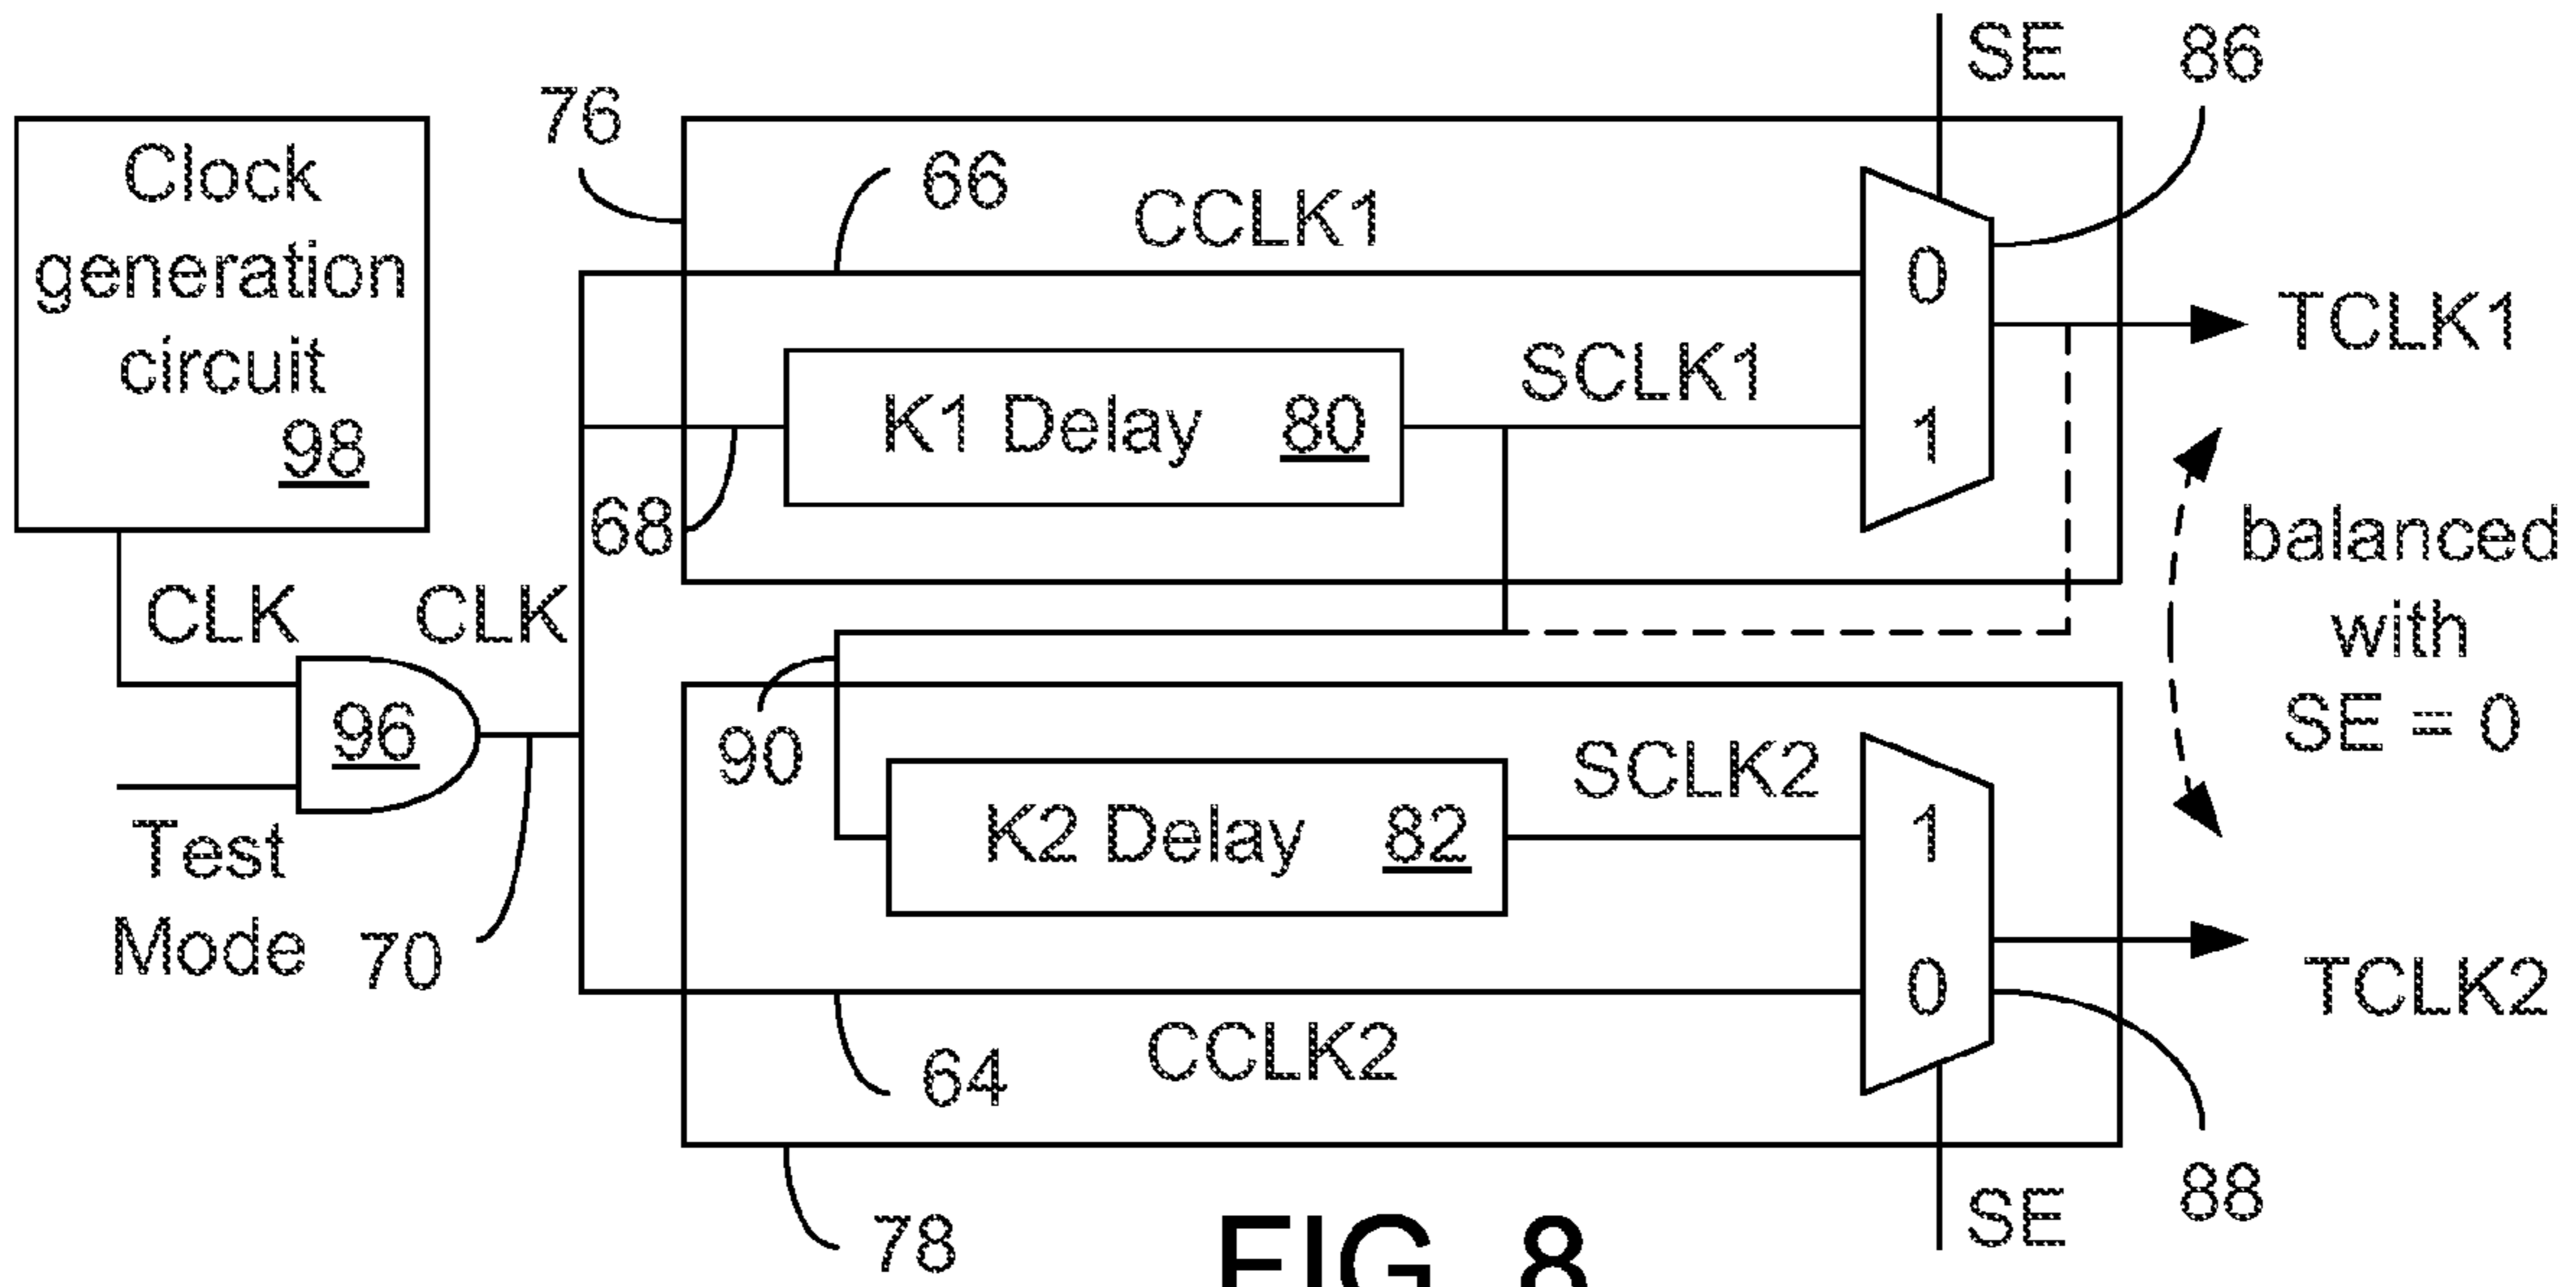 SE
86
76
Clock
generation
circuit
98
66
CCLK1
0
TCLK1
SCLK1
K1 Delay 80
1
68
balanced
with
SE = 0
CLK
CLK
96
90
SCLK2
K2 Delay 82
1
Test
Mode
70
0
TCLK2
CCLK2
64
88
SE
78
FIG. 8